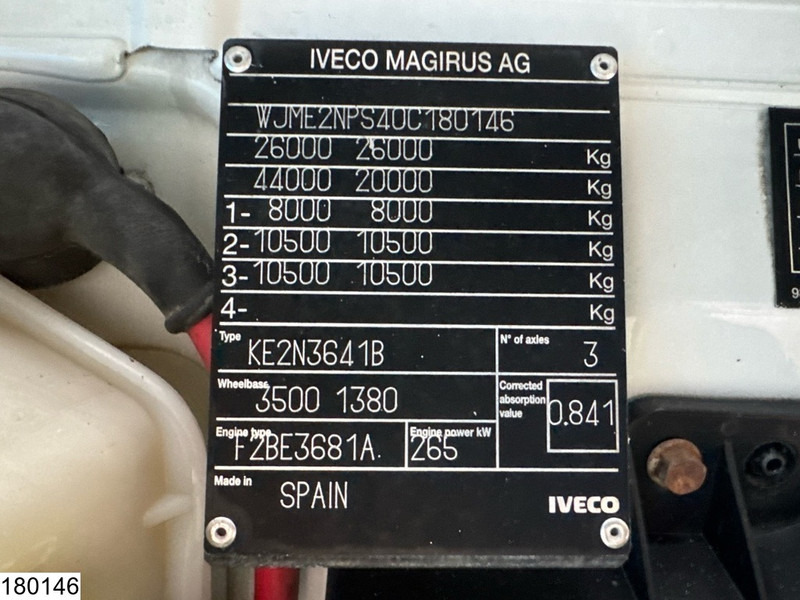 IVECO MAGIRUS AG
WJME2NPS40C180146
26000 26000 Kg
44000 20000 Kg
1- 8000 8000 Kg
2- 10500 10500 Kg
3- 10500 10500 Kg
4- Kg
Type KE2N3641B N° of axles 3
Wheelbase 3500 1380 Corrected absorption value 0.841
Engine type F2BE3681A Engine power kW 265
Made in SPAIN IVECO
180146